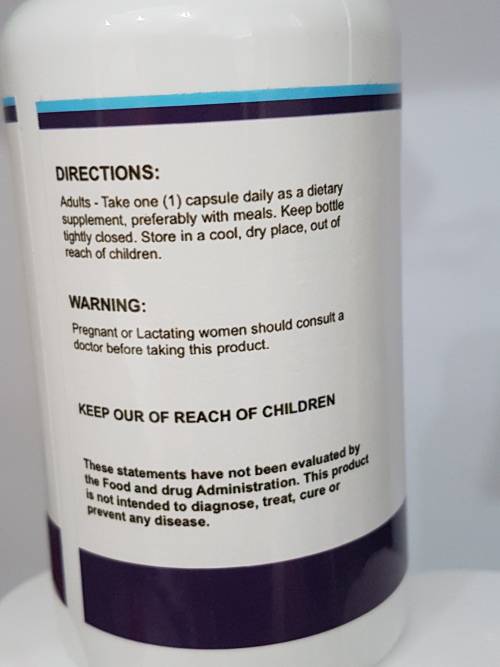 DIRECTIONS:
Adults - Take one (1) capsule daily as a dietary
supplement, preferably with meals. Keep bottle
tightly closed. Store in a cool, dry place, out of
reach of children.
WARNING:
Pregnant or Lactating women should consult a
doctor before taking this product.
KEEP OUR OF REACH OF CHILDREN
These statements have not been evaluated by
the Food and drug Administration. This product
is not intended to diagnose, treat, cure or
prevent any disease.